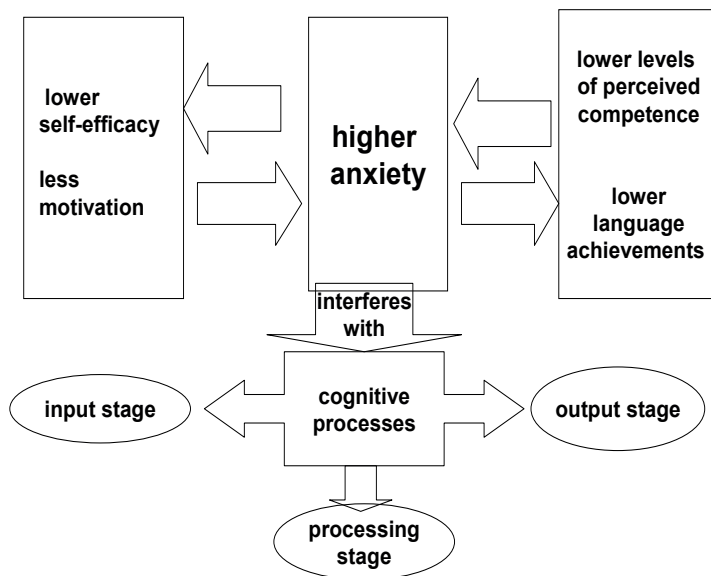 lower
self-efficacy
less
motivation
higher
anxiety
lower levels
of perceived
competence
lower
language
achievements
interferes
with
input stage
cognitive
processes
output stage
processing
stage